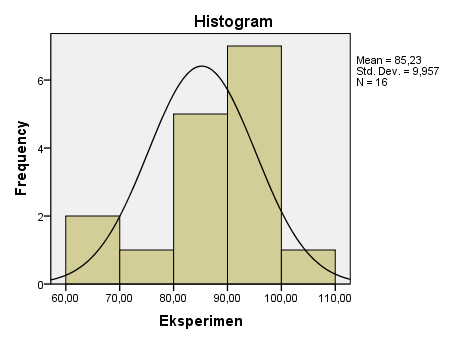 Histogram
Mean = 85,23
Std. Dev. = 9,957
N = 16
Frequency
6
4
2
0
60,00 70,00 80,00 90,00 100,00 110,00
Eksperimen